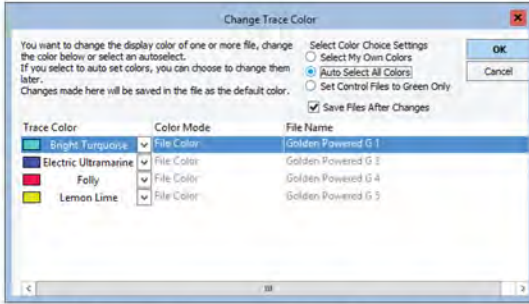 Change Trace Color
You want to change the display color of one or more file, change
the color below or select an autoselect.
If you select to auto set colors, you can choose to change them
later.
Changes made here will be saved in the file as the default color.
Select Color Choice Settings
Select My Own Colors
Auto Select All Colors
Set Control Files to Green Only
Save Files After Changes
OK
Cancel
Trace Color Color Mode File Name
Bright Turquoise File Color Golden Powered G 1
Electric Ultramarine File Color Golden Powered G 3
Folly File Color Golden Powered G 4
Lemon Lime File Color Golden Powered G 5